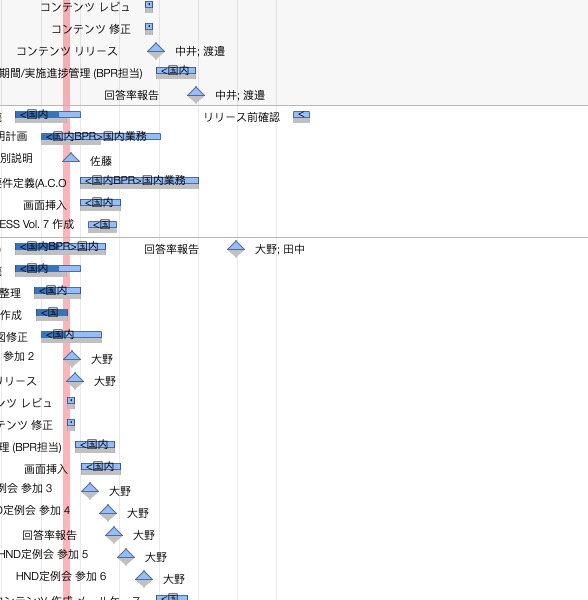 コンテンツ レビュ
コンテンツ 修正
コンテンツ リリース 中井; 渡邉
期間/実施進捗管理 (BPR担当) <国内
回答率報告 中井; 渡邉
<国内 リリース前確認 <
明計画 <国内BPR>国内業務
別説明 佐藤
要件定義(A.C.O <国内BPR>国内業務
画面挿入 <国内
ESS Vol. 7 作成 <国
<国内BPR>国内 回答率報告 大野; 田中
<国内
整理 <国内
作成 <国
図修正 <国内
参加 2 大野
リリース 大野
ンツ レビュ
テンツ 修正
理 (BPR担当) <国内
画面挿入 <国内
例会 参加 3 大野
D定例会 参加 4 大野
回答率報告 大野
HND定例会 参加 5 大野
HND定例会 参加 6 大野
<国